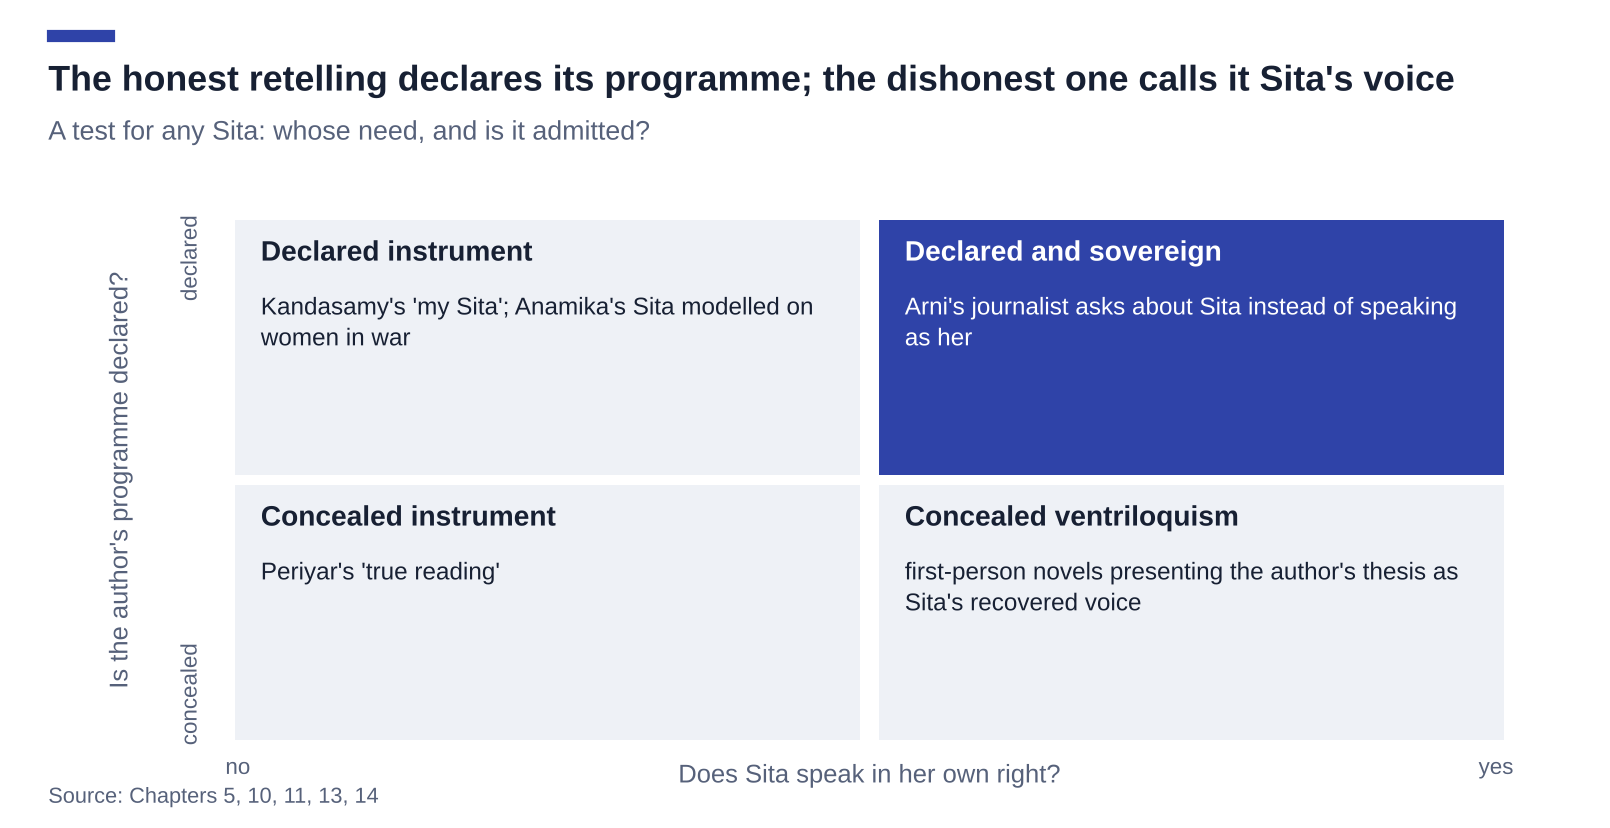 The honest retelling declares its programme; the dishonest one calls it Sita's voice
A test for any Sita: whose need, and is it admitted?
Is the author's programme declared?
declared
concealed
Declared instrument
Kandasamy's 'my Sita'; Anamika's Sita modelled on
women in war
Declared and sovereign
Arni's journalist asks about Sita instead of speaking
as her
Concealed instrument
Periyar's 'true reading'
Concealed ventriloquism
first-person novels presenting the author's thesis as
Sita's recovered voice
no
Does Sita speak in her own right?
yes
Source: Chapters 5, 10, 11, 13, 14